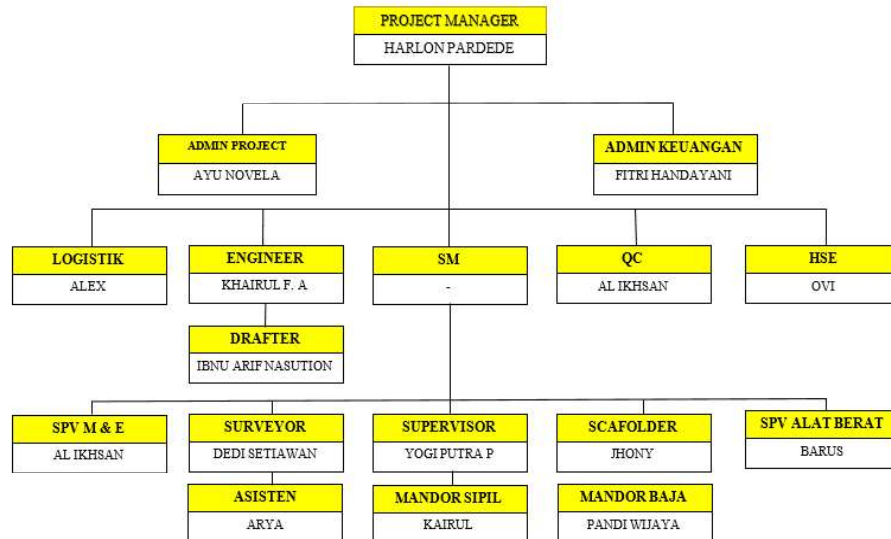 PROJECT MANAGER
HARLON PARDEDE
ADMIN PROJECT
AYU NOVELA
ADMIN KEUANGAN
FITRI HANDAYANI
LOGISTIK
ALEX
ENGINEER
KHAIRUL F. A
SM
-
QC
AL IKHSAN
HSE
OVI
DRAFTER
IBNU ARIF NASUTION
SPV M & E
AL IKHSAN
SURVEYOR
DEDI SETIAWAN
SUPERVISOR
YOGI PUTRA P
SCAFOLDER
JHONY
SPV ALAT BERAT
BARUS
ASISTEN
ARYA
MANDOR SIPIL
KAIRUL
MANDOR BAJA
PANDI WIJAYA